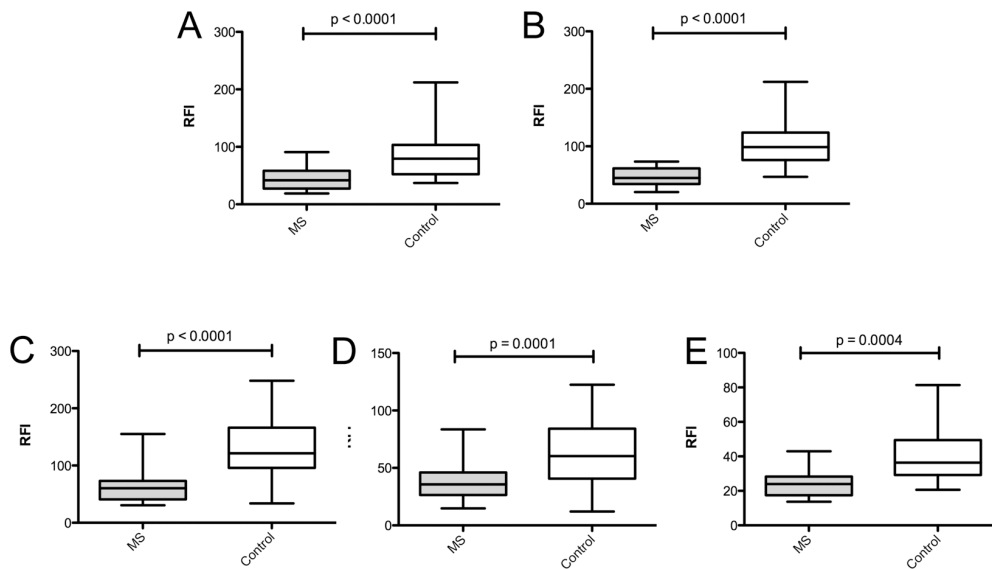 A
p < 0.0001
300
200
100
0
RFI
MS
Control
B
p < 0.0001
300
200
100
0
RFI
MS
Control
C
p < 0.0001
300
200
100
0
RFI
MS
Control
D
p = 0.0001
150
100
50
0
MS
Control
E
p = 0.0004
100
80
60
40
20
0
RFI
MS
Control